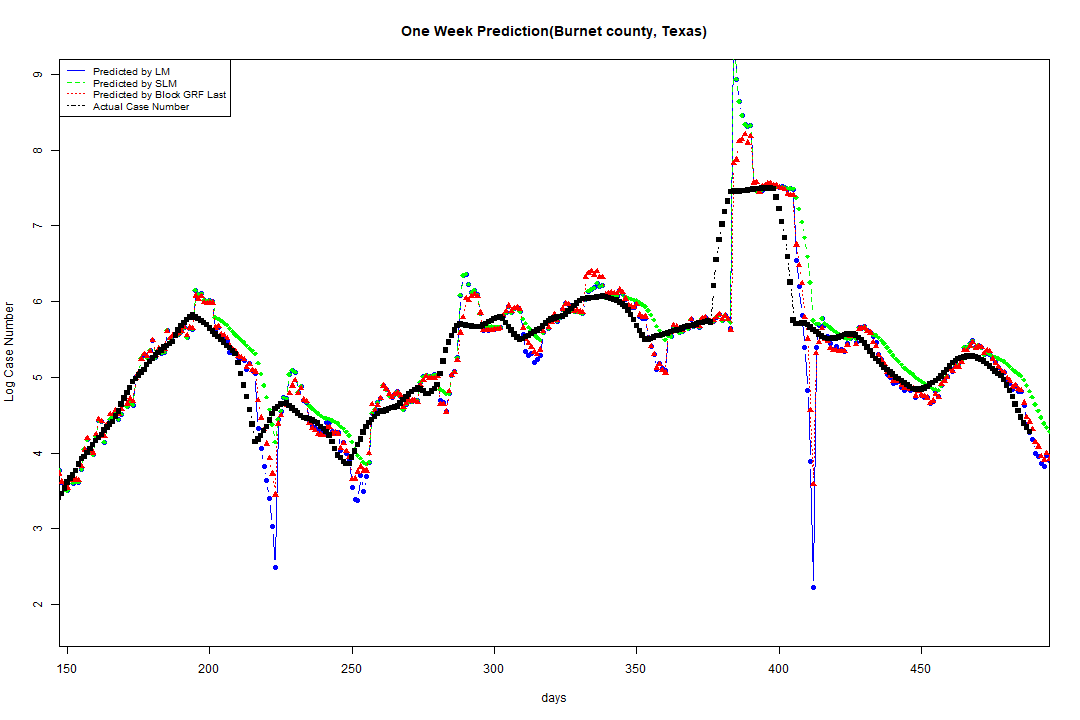 One Week Prediction(Burnet county, Texas)
Predicted by LM
Predicted by SLM
Predicted by Block GRF Last
Actual Case Number
9
8
7
6
5
4
3
2
Log Case Number
150 200 250 300 350 400 450
days